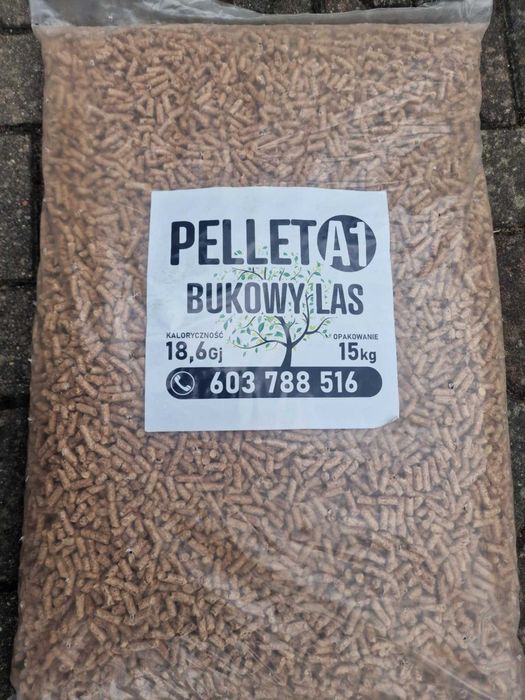 PELLET A1
BUKOWY LAS
KALORYCZNOŚĆ OPAKOWANIE
18,6Gj 15kg
603 788 516